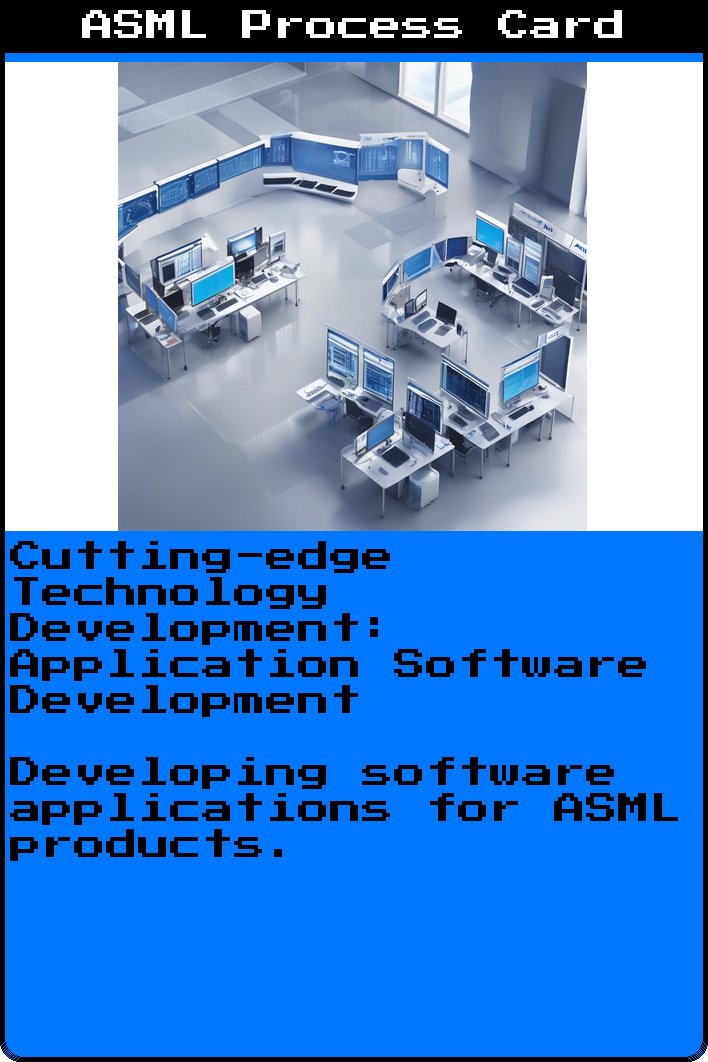 ASML Process Card
Cutting-edge
Technology
Development:
Application Software
Development
Developing software
applications for ASML
products.